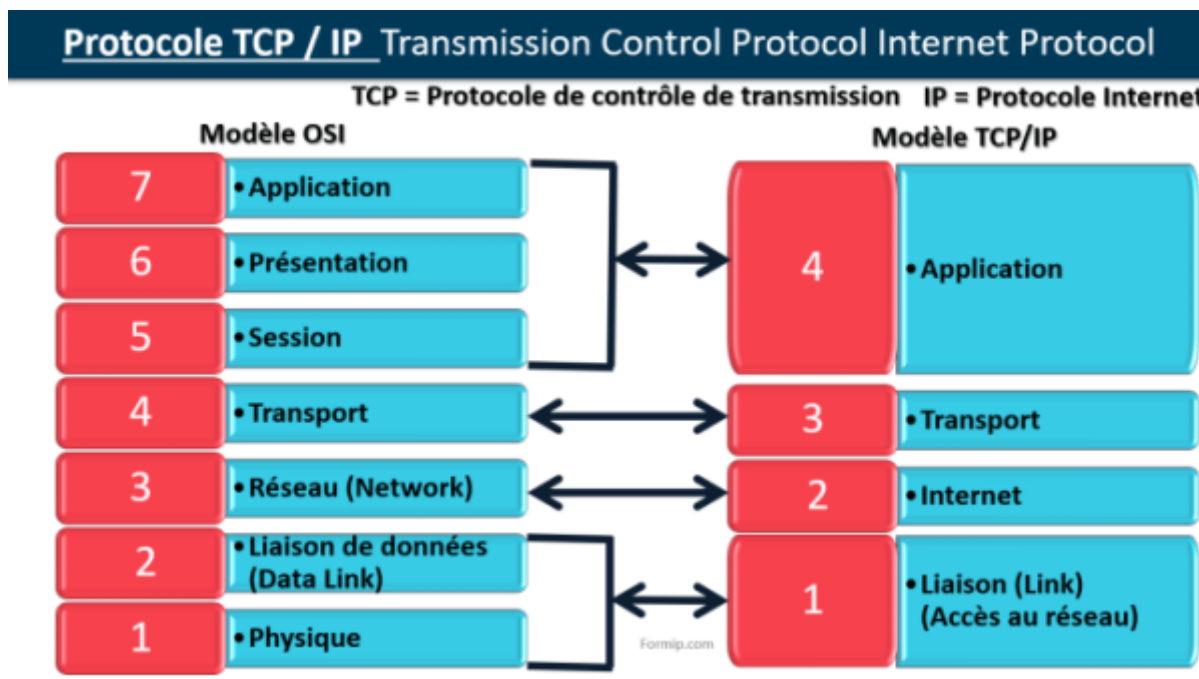 Protocole TCP / IP Transmission Control Protocol Internet Protocol
TCP = Protocole de contrôle de transmission IP = Protocole Internet
Modèle OSI
7
• Application
6
• Présentation
5
• Session
4
• Transport
3
• Réseau (Network)
2
• Liaison de données
(Data Link)
1
• Physique
Modèle TCP/IP
4
• Application
3
• Transport
2
• Internet
1
• Liaison (Link)
(Accès au réseau)
Formip.com